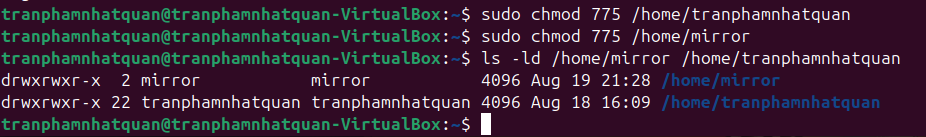 tranphamnhatquan@tranphamnhatquan-VirtualBox:~$ sudo chmod 775 /home/tranphamnhatquan
tranphamnhatquan@tranphamnhatquan-VirtualBox:~$ sudo chmod 775 /home/mirror
tranphamnhatquan@tranphamnhatquan-VirtualBox:~$ ls -ld /home/mirror /home/tranphamnhatquan
drwxrwxr-x  2 mirror           mirror           4096 Aug 19 21:28 /home/mirror
drwxrwxr-x 22 tranphamnhatquan tranphamnhatquan 4096 Aug 18 16:09 /home/tranphamnhatquan
tranphamnhatquan@tranphamnhatquan-VirtualBox:~$